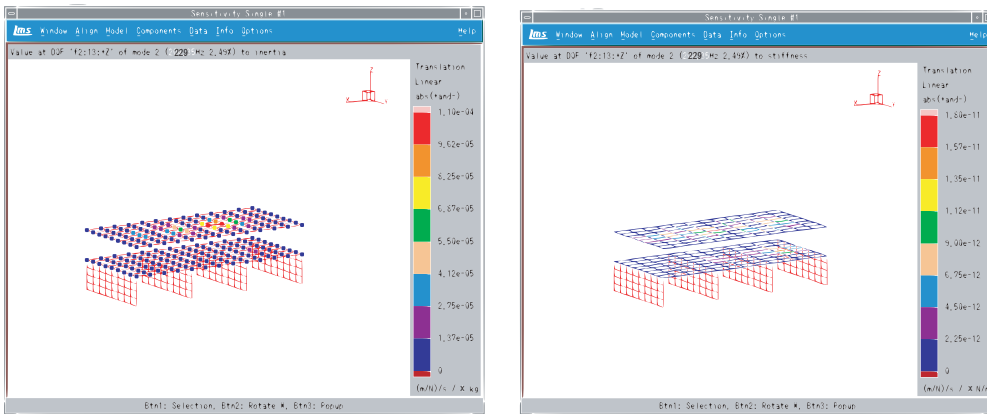 Sensitivity Single #1
lms Window Align Model Components Data Info Options Help
Value at DOF 'f2:13:+Z' of mode 2 ( 229 Hz 2,49%) to inertia
Translation
Linear
abs(
1,10e-04
9,62e-05
8,25e-05
6,87e-05
5,50e-05
4,12e-05
2,75e-05
1,37e-05
0
(m/N)/s / X kg
Btn1: Selection, Btn2: Rotate W, Btn3: Popup
Sensitivity Single #1
lms Window Align Model Components Data Info Options Help
Value at DOF 'f2:13:+Z' of mode 2 ( 229 Hz 2,49%) to stiffness
Translation
Linear
abs(
1,80e-11
1,57e-11
1,35e-11
1,12e-11
9,00e-12
6,75e-12
4,50e-12
2,25e-12
0
(m/N)/s / X N/
Btn1: Selection, Btn2: Rotate W, Btn3: Popup